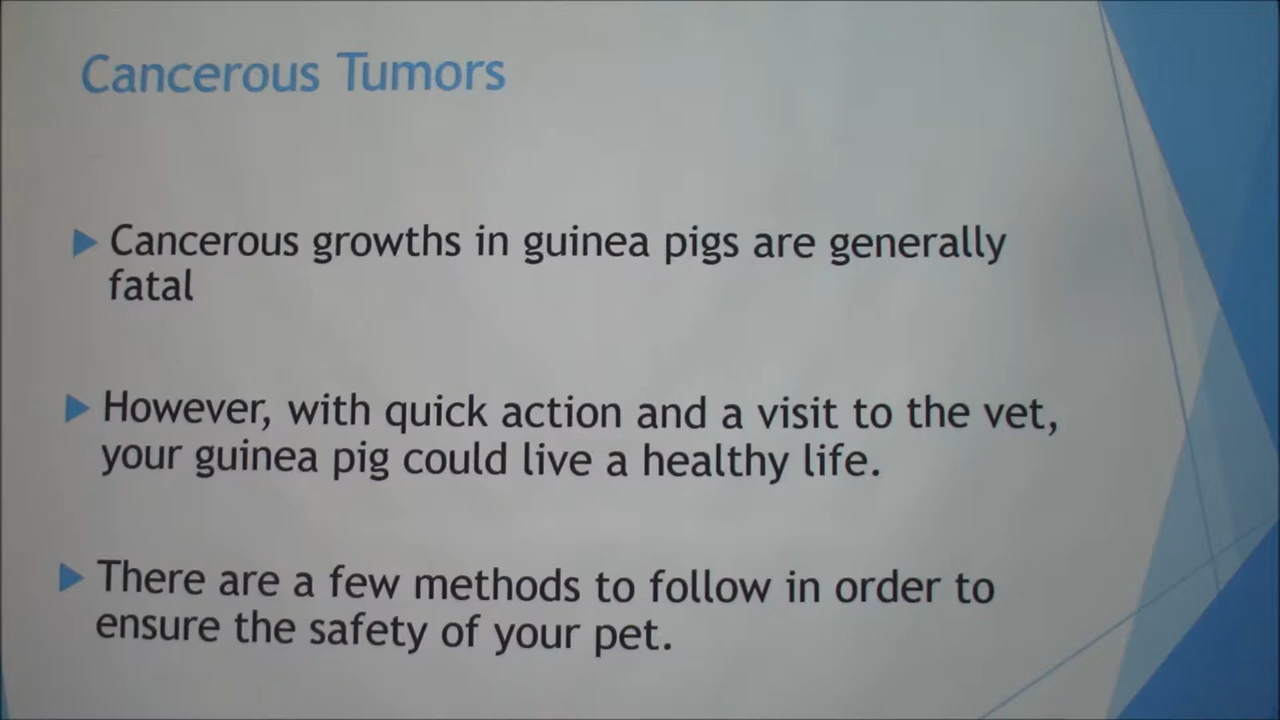 Cancerous Tumors
Cancerous growths in guinea pigs are generally
fatal
However, with quick action and a visit to the vet,
your guinea pig could live a healthy life.
There are a few methods to follow in order to
ensure the safety of your pet.